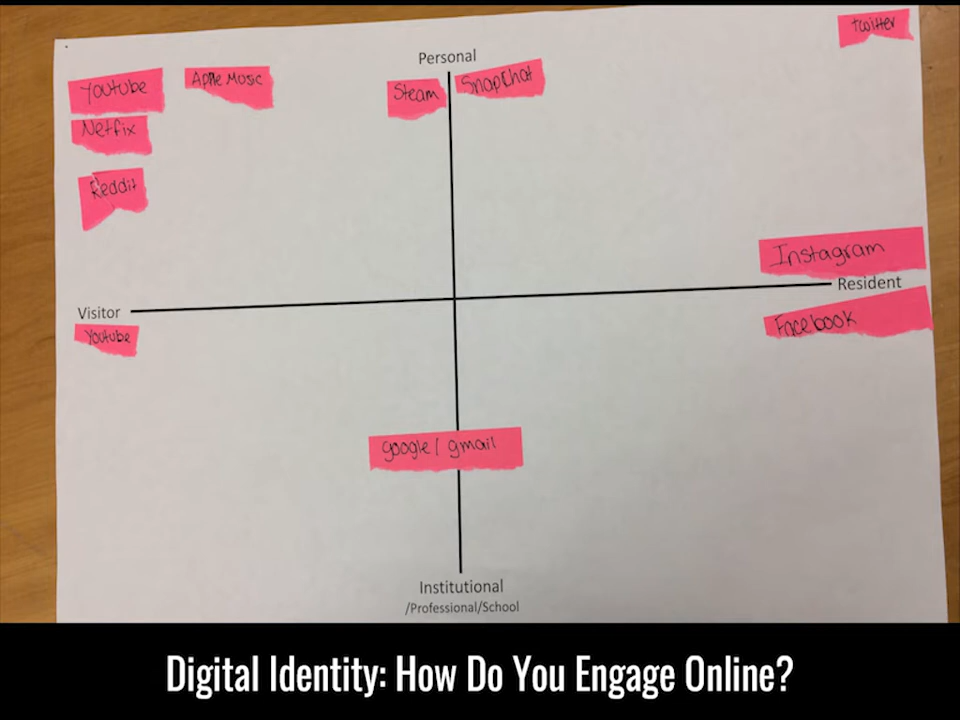 twitter
Personal
Youtube
Apple Music
Steam
Snapchat
Netfix
Reddit
Instagram
Resident
Visitor
Facebook
Youtube
google/gmail
Institutional
/Professional/School
Digital Identity: How Do You Engage Online?